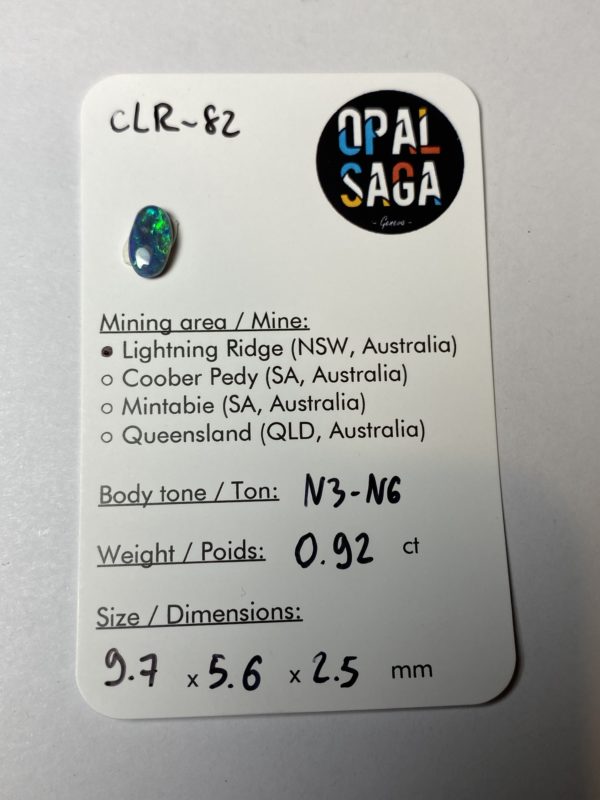 CLR-82
OPAL
SAGA
- Geneva -
Mining area / Mine:
• Lightning Ridge (NSW, Australia)
○ Coober Pedy (SA, Australia)
○ Mintabie (SA, Australia)
○ Queensland (QLD, Australia)
Body tone / Ton: N3-N6
Weight / Poids: 0.92 ct
Size / Dimensions:
9.7 x 5.6 x 2.5 mm